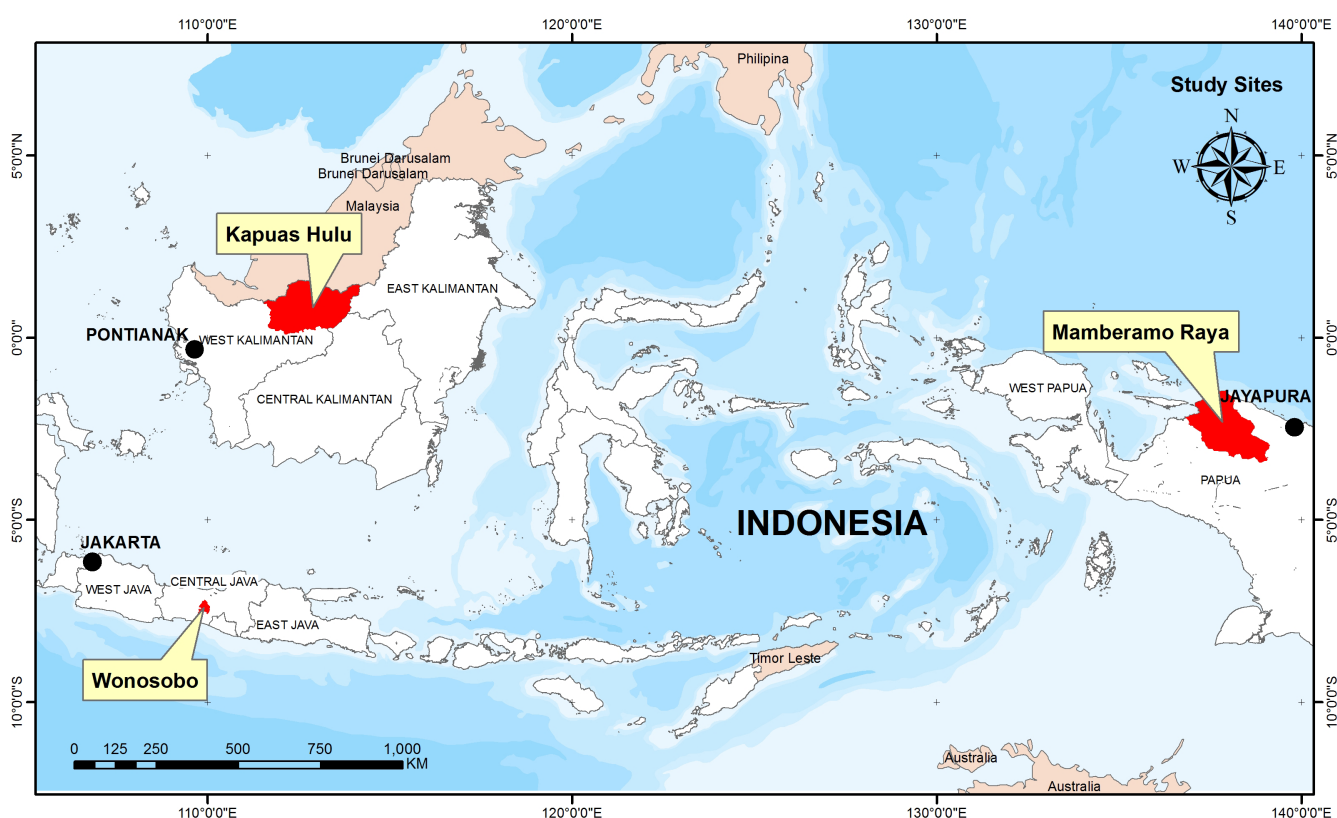 110°0'0"E
120°0'0"E
130°0'0"E
140°0'0"E
Philipina
Study Sites
N
W
E
S
5°0'0"N
5°0'0"N
Brunei Darusalam
Brunei Darusalam
Malaysia
Kapuas Hulu
EAST KALIMANTAN
PONTIANAK
WEST KALIMANTAN
0°0'0"
0°0'0"
Mamberamo Raya
WEST PAPUA
JAYAPURA
CENTRAL KALIMANTAN
PAPUA
INDONESIA
5°0'0"S
5°0'0"S
JAKARTA
WEST JAVA
CENTRAL JAVA
EAST JAVA
Timor Leste
Wonosobo
10°0'0"S
10°0'0"S
0 125 250 500 750 1,000
KM
Australia
Australia
110°0'0"E
120°0'0"E
130°0'0"E
140°0'0"E